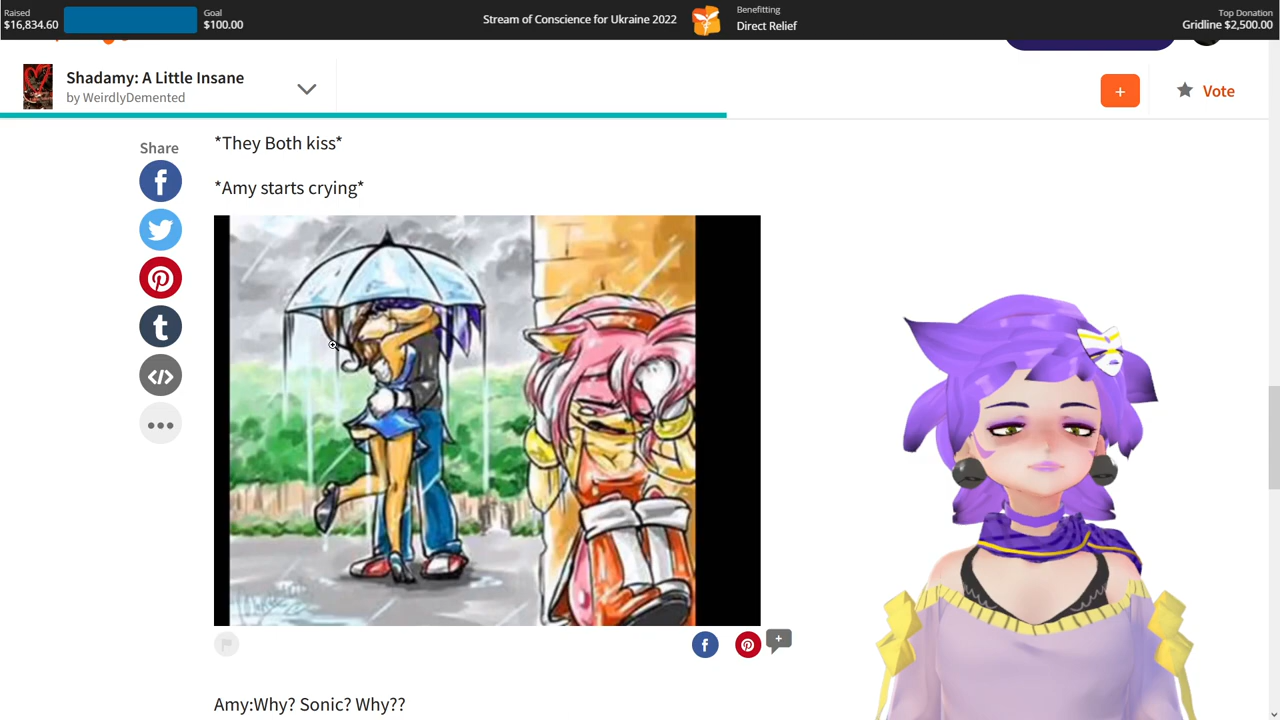 Raised
$16,834.60
Goal
$100.00
Stream of Conscience for Ukraine 2022
Benefitting
Direct Relief
Top Donation
Gridline $2,500.00
Shadamy: A Little Insane
by WeirdlyDemented
+
Vote
Share
*They Both kiss*
*Amy starts crying*
Amy:Why? Sonic? Why??